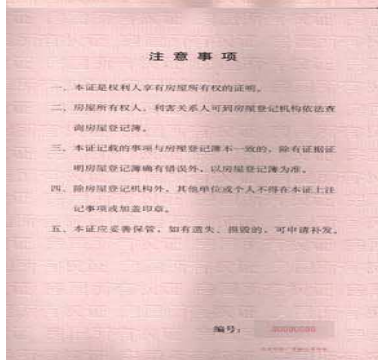 注意事项
一、本证是权利人享有房屋所有权的证明。
二、房屋所有权人、利害关系人可到房屋登记机构依法查
询房屋登记簿。
三、本证记载的事项与房屋登记簿不一致的，除有证据证
明房屋登记簿确有错误外，以房屋登记簿为准。
四、除房屋登记机构外，其他单位或个人不得在本证上注
记事项或加盖印章。
五、本证应妥善保管，如有遗失、损毁的，可申请补发。
编号：